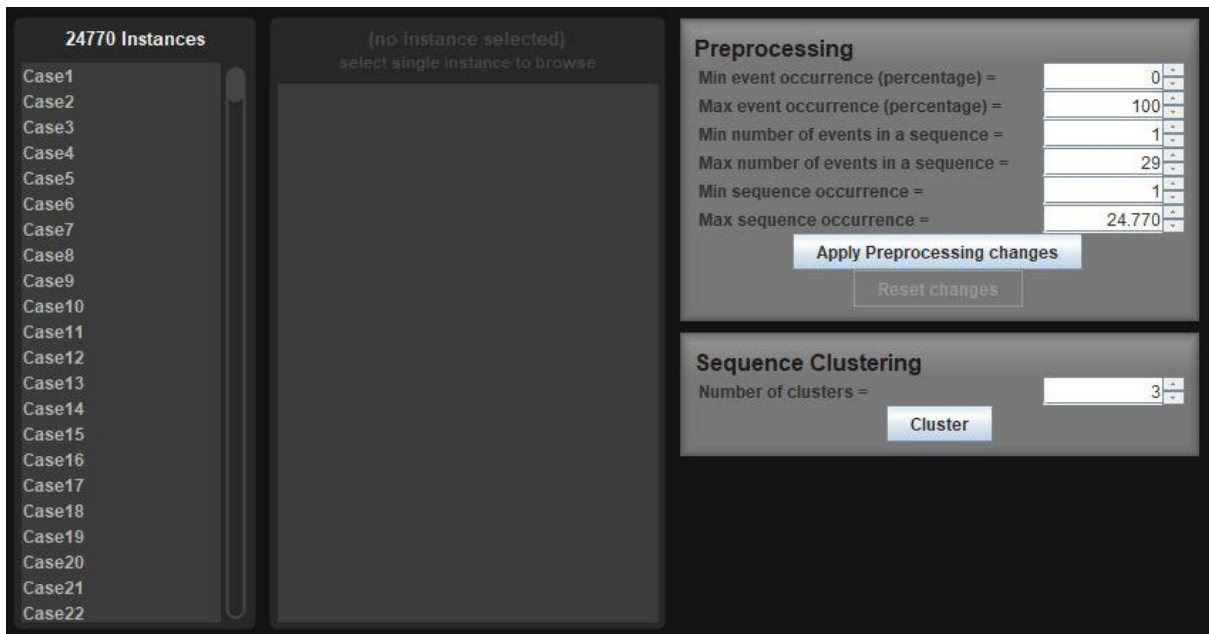 24770 Instances
Case1
Case2
Case3
Case4
Case5
Case6
Case7
Case8
Case9
Case10
Case11
Case12
Case13
Case14
Case15
Case16
Case17
Case18
Case19
Case20
Case21
Case22
(no instance selected)
select single instance to browse
Preprocessing
Min event occurrence (percentage) = 0
Max event occurrence (percentage) = 100
Min number of events in a sequence = 1
Max number of events in a sequence = 29
Min sequence occurrence = 1
Max sequence occurrence = 24.770
Apply Preprocessing changes
Reset changes
Sequence Clustering
Number of clusters = 3
Cluster